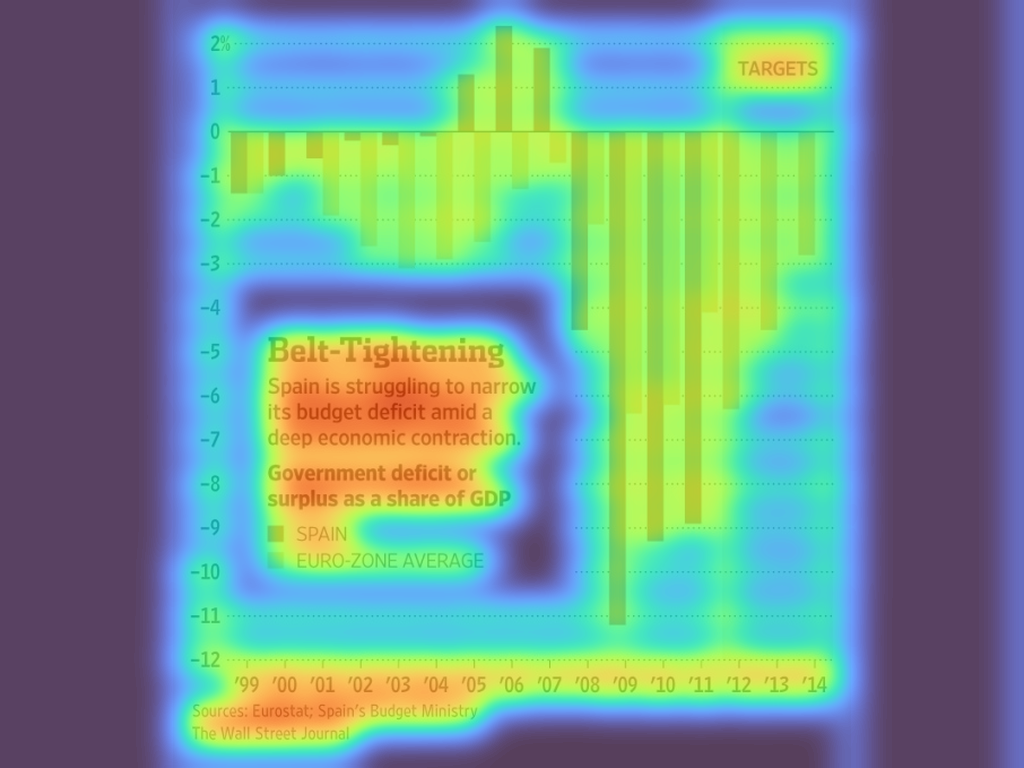 2%
TARGETS
1
0
-1
-2
-3
-4
-5
-6
-7
-8
-9
-10
-11
-12
Belt-Tightening
Spain is struggling to narrow
its budget deficit amid a
deep economic contraction.
Government deficit or
surplus as a share of GDP
SPAIN
EURO-ZONE AVERAGE
'99 '00 '01 '02 '03 '04 '05 '06 '07 '08 '09 '10 '11 '12 '13 '14
Sources: Eurostat; Spain's Budget Ministry
The Wall Street Journal